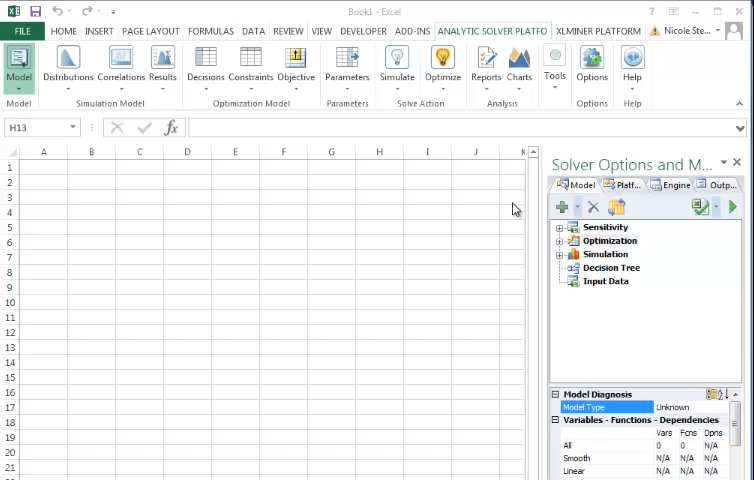 Book1 - Excel
FILE HOME INSERT PAGE LAYOUT FORMULAS DATA REVIEW VIEW DEVELOPER ADD-INS ANALYTIC SOLVER PLATFO XLMINER PLATFORM Nicole Ste...
Model Distributions Correlations Results Decisions Constraints Objective Parameters Simulate Optimize Reports Charts Tools Options Help
Model Simulation Model Optimization Model Parameters Solve Action Analysis Options Help
H13 fx
A B C D E F G H I J K
1
2
3
4
5
6
7
8
9
10
11
12
13
14
15
16
17
18
19
20
21
Solver Options and M...
Model Platf... Engine Outp...
Sensitivity
Optimization
Simulation
Decision Tree
Input Data
Model Diagnosis
Model Type Unknown
Variables - Functions - Dependencies
Vars Fcns Dpns
All 0 0 N/A
Smooth N/A N/A N/A
Linear N/A N/A N/A